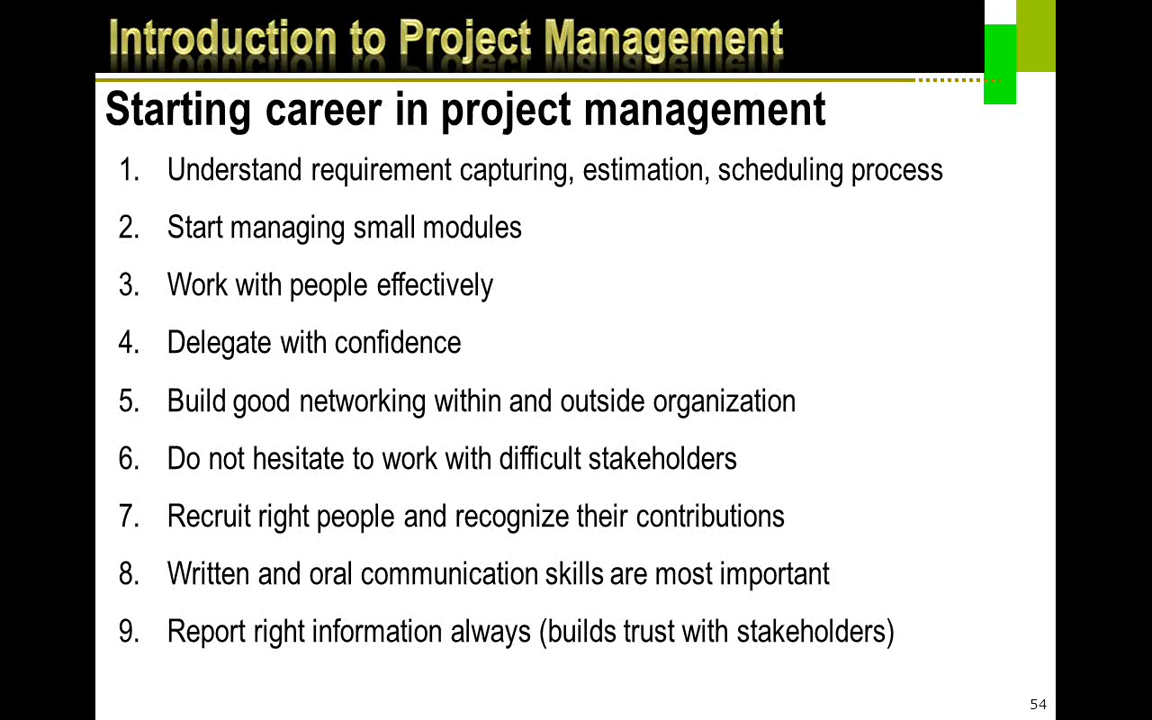 Introduction to Project Management
Starting career in project management
1. Understand requirement capturing, estimation, scheduling process
2. Start managing small modules
3. Work with people effectively
4. Delegate with confidence
5. Build good networking within and outside organization
6. Do not hesitate to work with difficult stakeholders
7. Recruit right people and recognize their contributions
8. Written and oral communication skills are most important
9. Report right information always (builds trust with stakeholders)
54